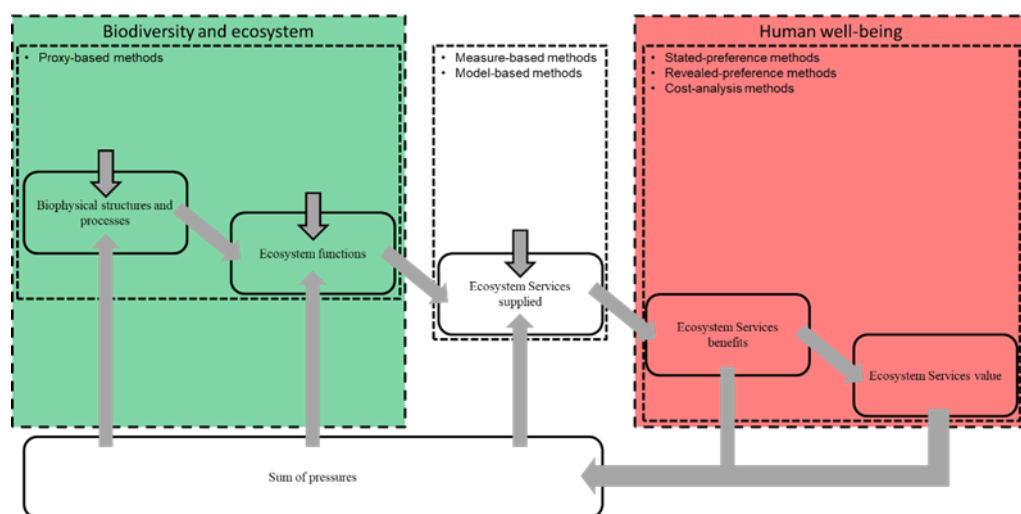 Biodiversity and ecosystem
• Proxy-based methods
Biophysical structures and
processes
Ecosystem functions
• Measure-based methods
• Model-based methods
Ecosystem Services
supplied
Human well-being
• Stated-preference methods
• Revealed-preference methods
• Cost-analysis methods
Ecosystem Services
benefits
Ecosystem Services value
Sum of pressures